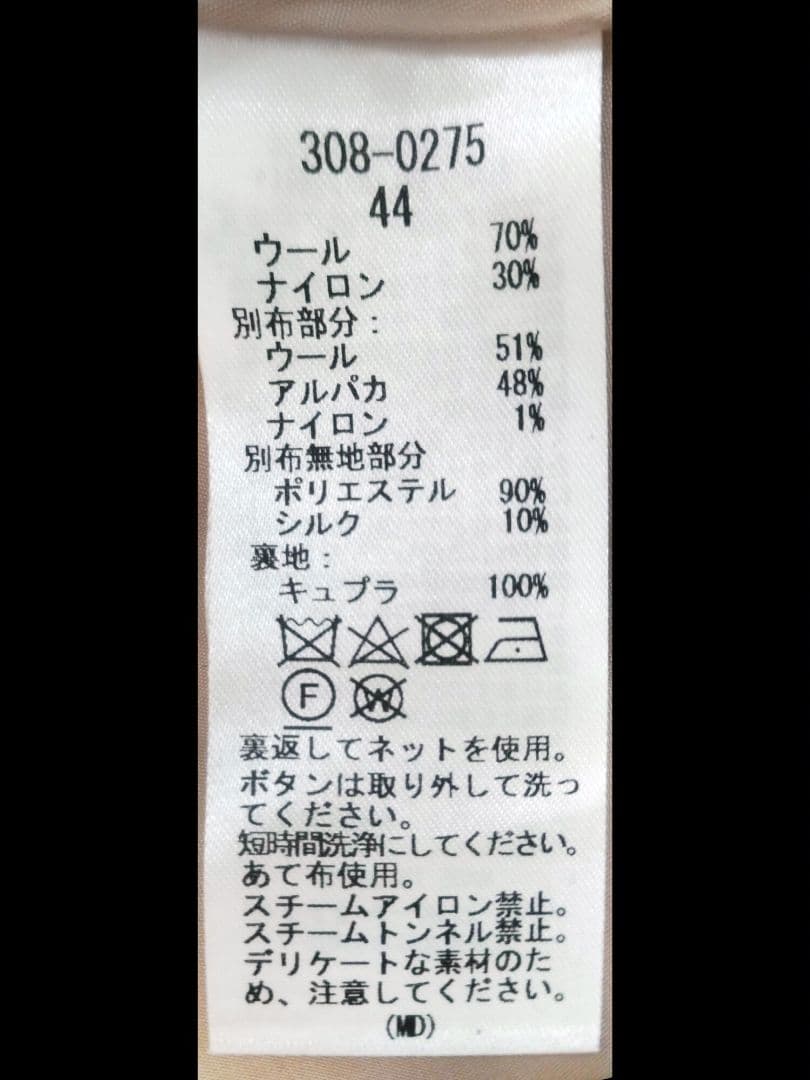 308-0275
44
ウール 70%
ナイロン 30%
別布部分：
ウール 51%
アルパカ 48%
ナイロン 1%
別布無地部分
ポリエステル 90%
シルク 10%
裏地：
キュプラ 100%
F W
裏返してネットを使用。
ボタンは取り外して洗っ
てください。
短時間洗浄にしてください。
あて布使用。
スチームアイロン禁止。
スチームトンネル禁止。
デリケートな素材のた
め、注意してください。
(MD)